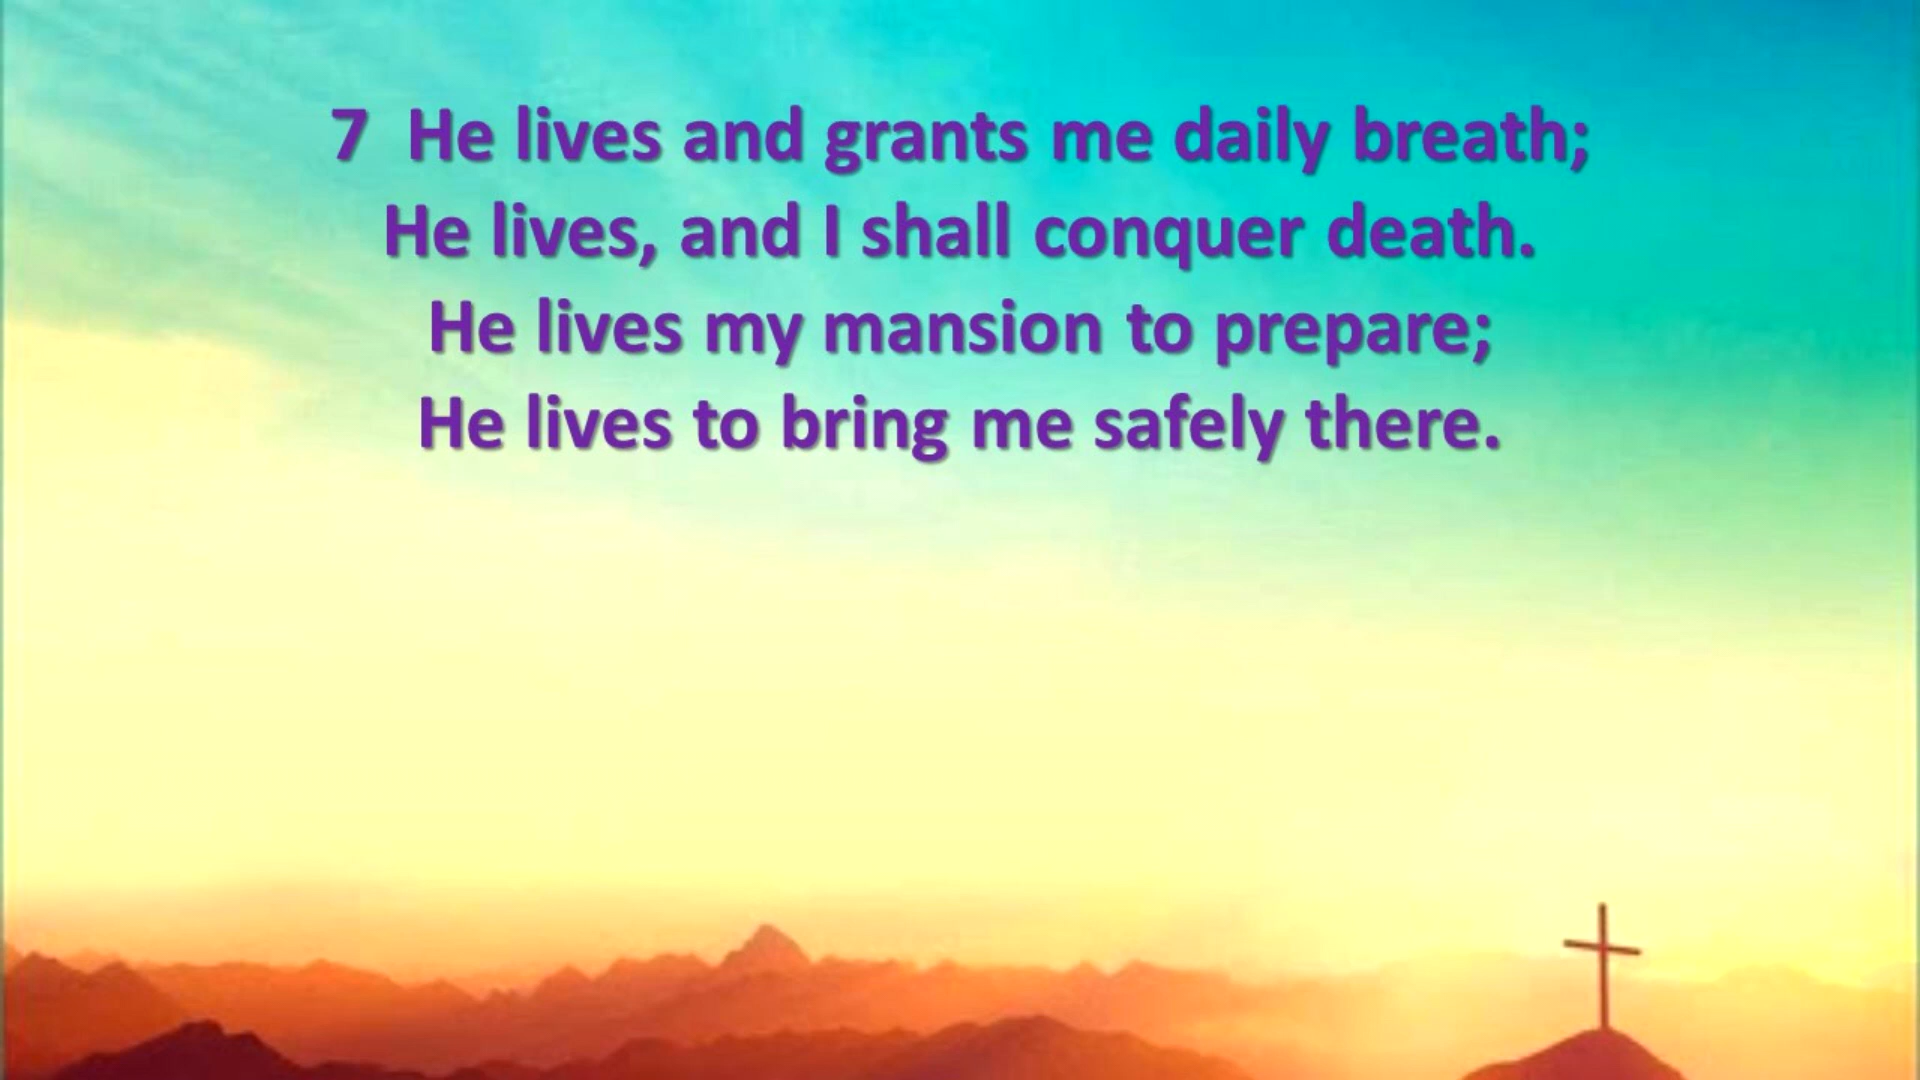 7 He lives and grants me daily breath;
He lives, and I shall conquer death.
He lives my mansion to prepare;
He lives to bring me safely there.